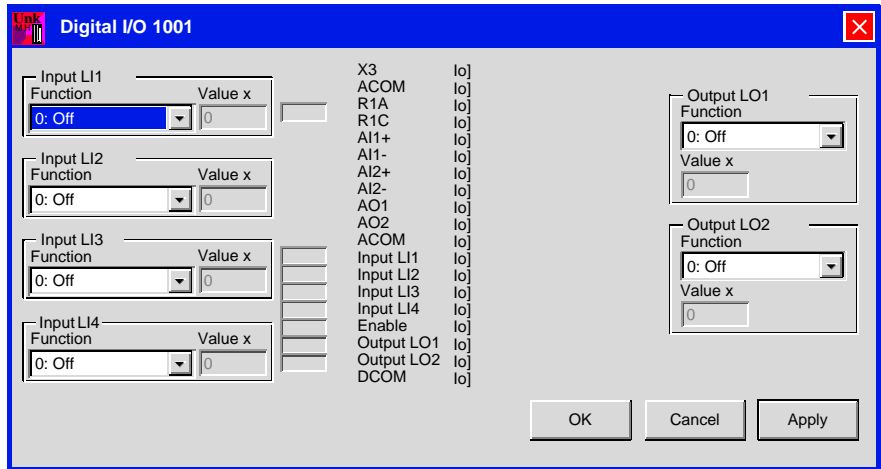 Unk
Digital I/O 1001
Input LI1
Function Value x
0: Off 0
Input LI2
Function Value x
0: Off 0
Input LI3
Function Value x
0: Off 0
Input LI4
Function Value x
0: Off 0
X3 Io]
ACOM Io]
R1A Io]
R1C Io]
AI1+ Io]
AI1- Io]
AI2+ Io]
AI2- Io]
AO1 Io]
AO2 Io]
ACOM Io]
Input LI1 Io]
Input LI2 Io]
Input LI3 Io]
Input LI4 Io]
Enable Io]
Output LO1 Io]
Output LO2 Io]
DCOM Io]
Output LO1
Function
0: Off
Value x
0
Output LO2
Function
0: Off
Value x
0
OK Cancel Apply